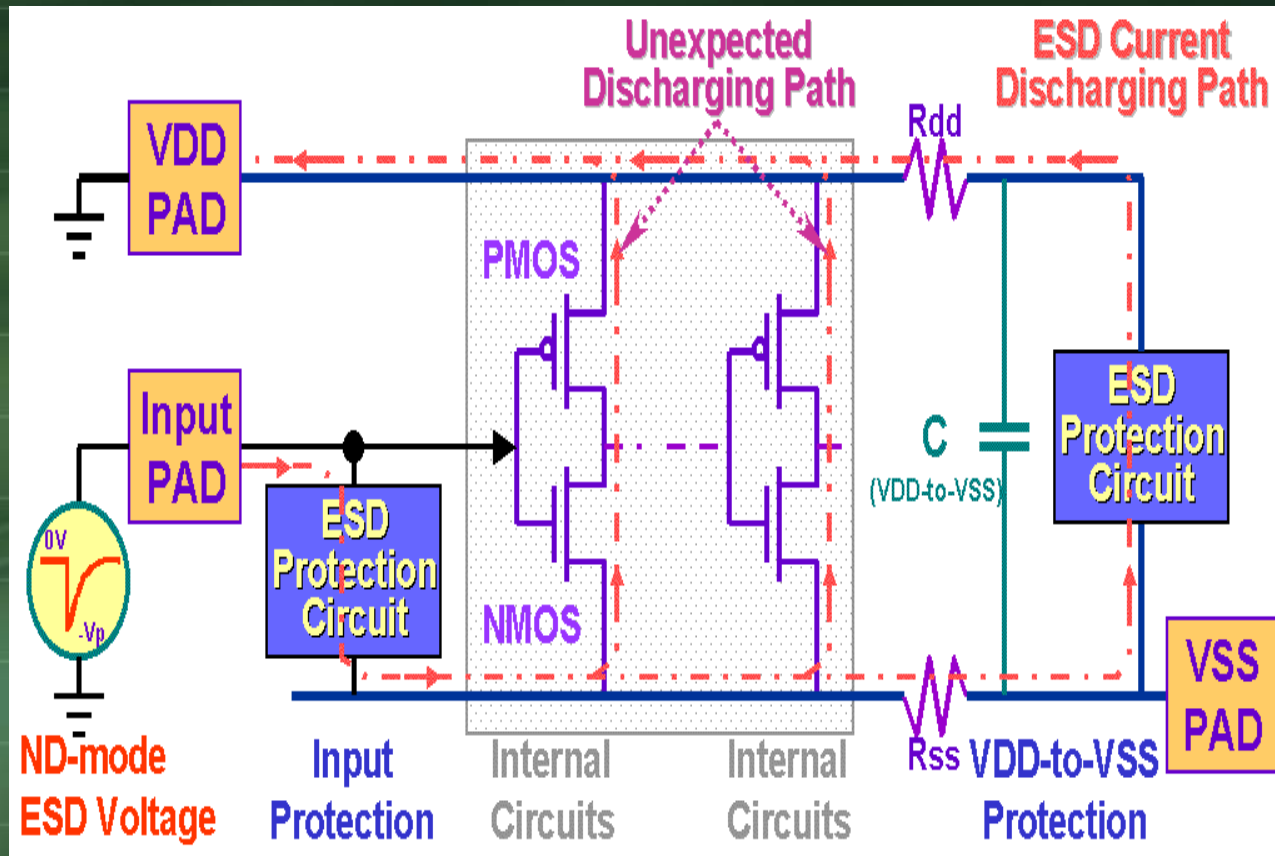 Unexpected
Discharging Path
ESD Current
Discharging Path
VDD
PAD
Rdd
PMOS
Input
PAD
ESD
Protection
Circuit
C
(VDD-to-VSS)
ESD
Protection
Circuit
0V
-Vp
NMOS
VSS
PAD
Rss
ND-mode
ESD Voltage
Input
Protection
Internal
Circuits
Internal
Circuits
VDD-to-VSS
Protection